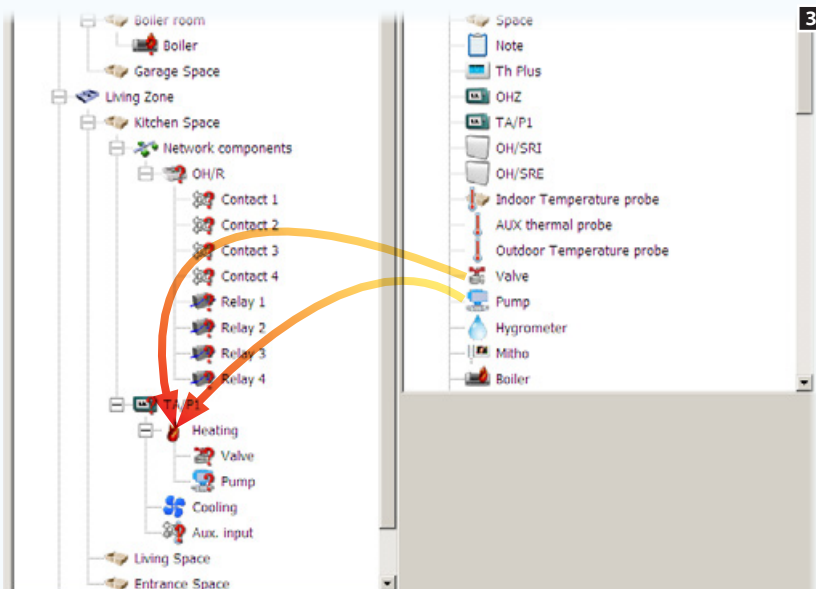 Boiler room
Boiler
Garage Space
Living Zone
Kitchen Space
Network components
OH/R
Contact 1
Contact 2
Contact 3
Contact 4
Relay 1
Relay 2
Relay 3
Relay 4
TA/P1
Heating
Valve
Pump
Cooling
Aux. input
Living Space
Entrance Space
3
Space
Note
Th Plus
OHZ
TA/P1
OH/SRI
OH/SRE
Indoor Temperature probe
AUX thermal probe
Outdoor Temperature probe
Valve
Pump
Hygrometer
Mitho
Boiler